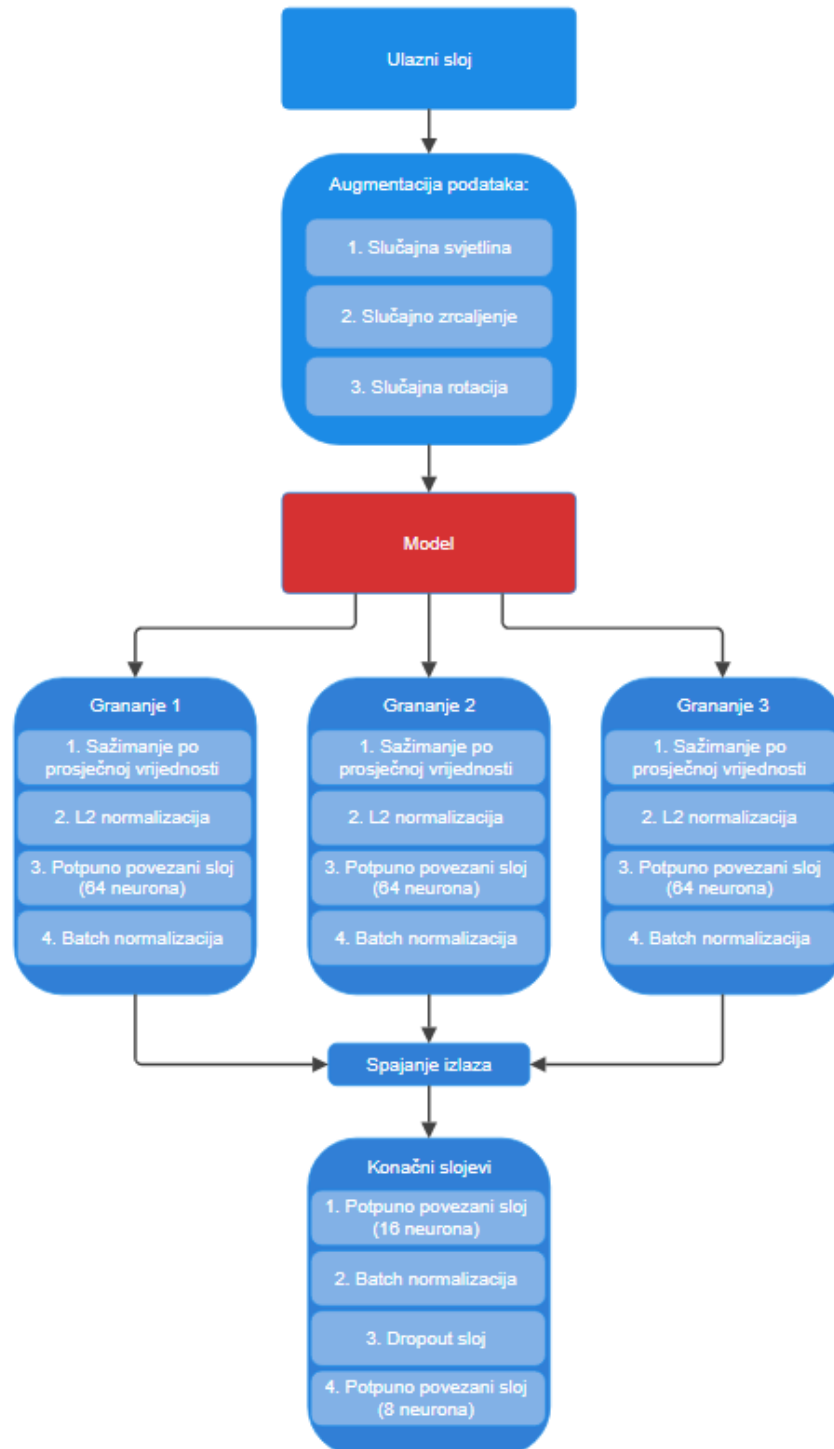 Ulazni sloj
Augmentacija podataka:
1. Slučajna svjetlina
2. Slučajno zrcaljenje
3. Slučajna rotacija
Model
Grananje 1
1. Sažimanje po
prosječnoj vrijednosti
2. L2 normalizacija
3. Potpuno povezani sloj
(64 neurona)
4. Batch normalizacija
Grananje 2
1. Sažimanje po
prosječnoj vrijednosti
2. L2 normalizacija
3. Potpuno povezani sloj
(64 neurona)
4. Batch normalizacija
Grananje 3
1. Sažimanje po
prosječnoj vrijednosti
2. L2 normalizacija
3. Potpuno povezani sloj
(64 neurona)
4. Batch normalizacija
Spajanje izlaza
Konačni slojevi
1. Potpuno povezani sloj
(16 neurona)
2. Batch normalizacija
3. Dropout sloj
4. Potpuno povezani sloj
(8 neurona)